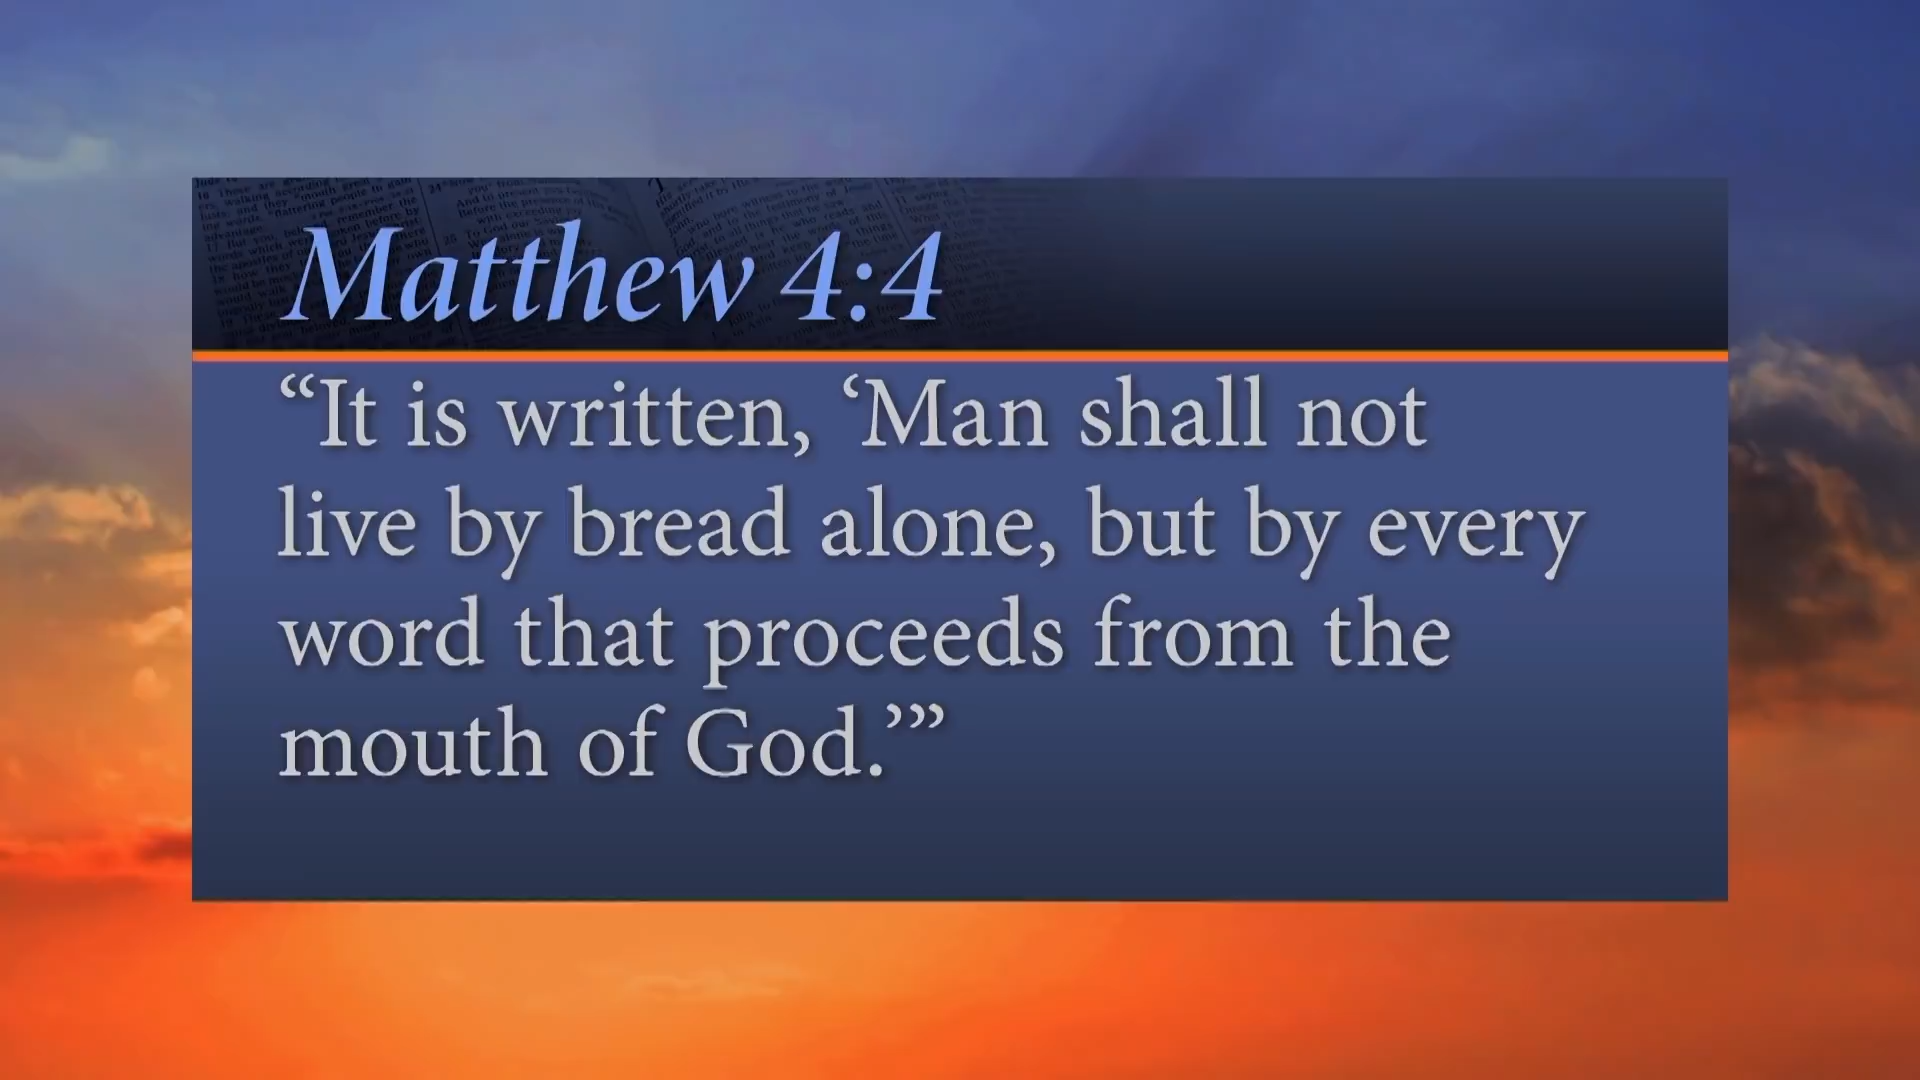 Matthew 4:4
“It is written, ‘Man shall not
live by bread alone, but by every
word that proceeds from the
mouth of God.’”